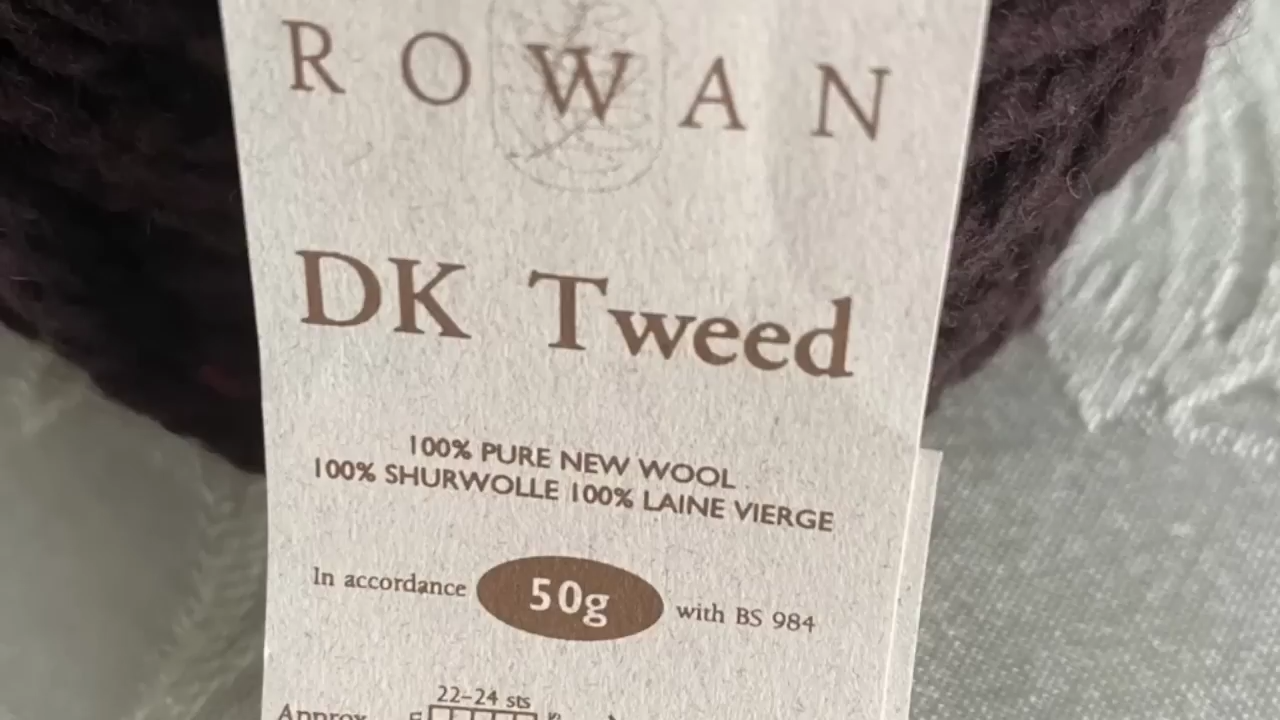 ROWAN
DK Tweed
100% PURE NEW WOOL
100% SHURWOLLE 100% LAINE VIERGE
In accordance 50g with BS 984
22-24 sts
Approx